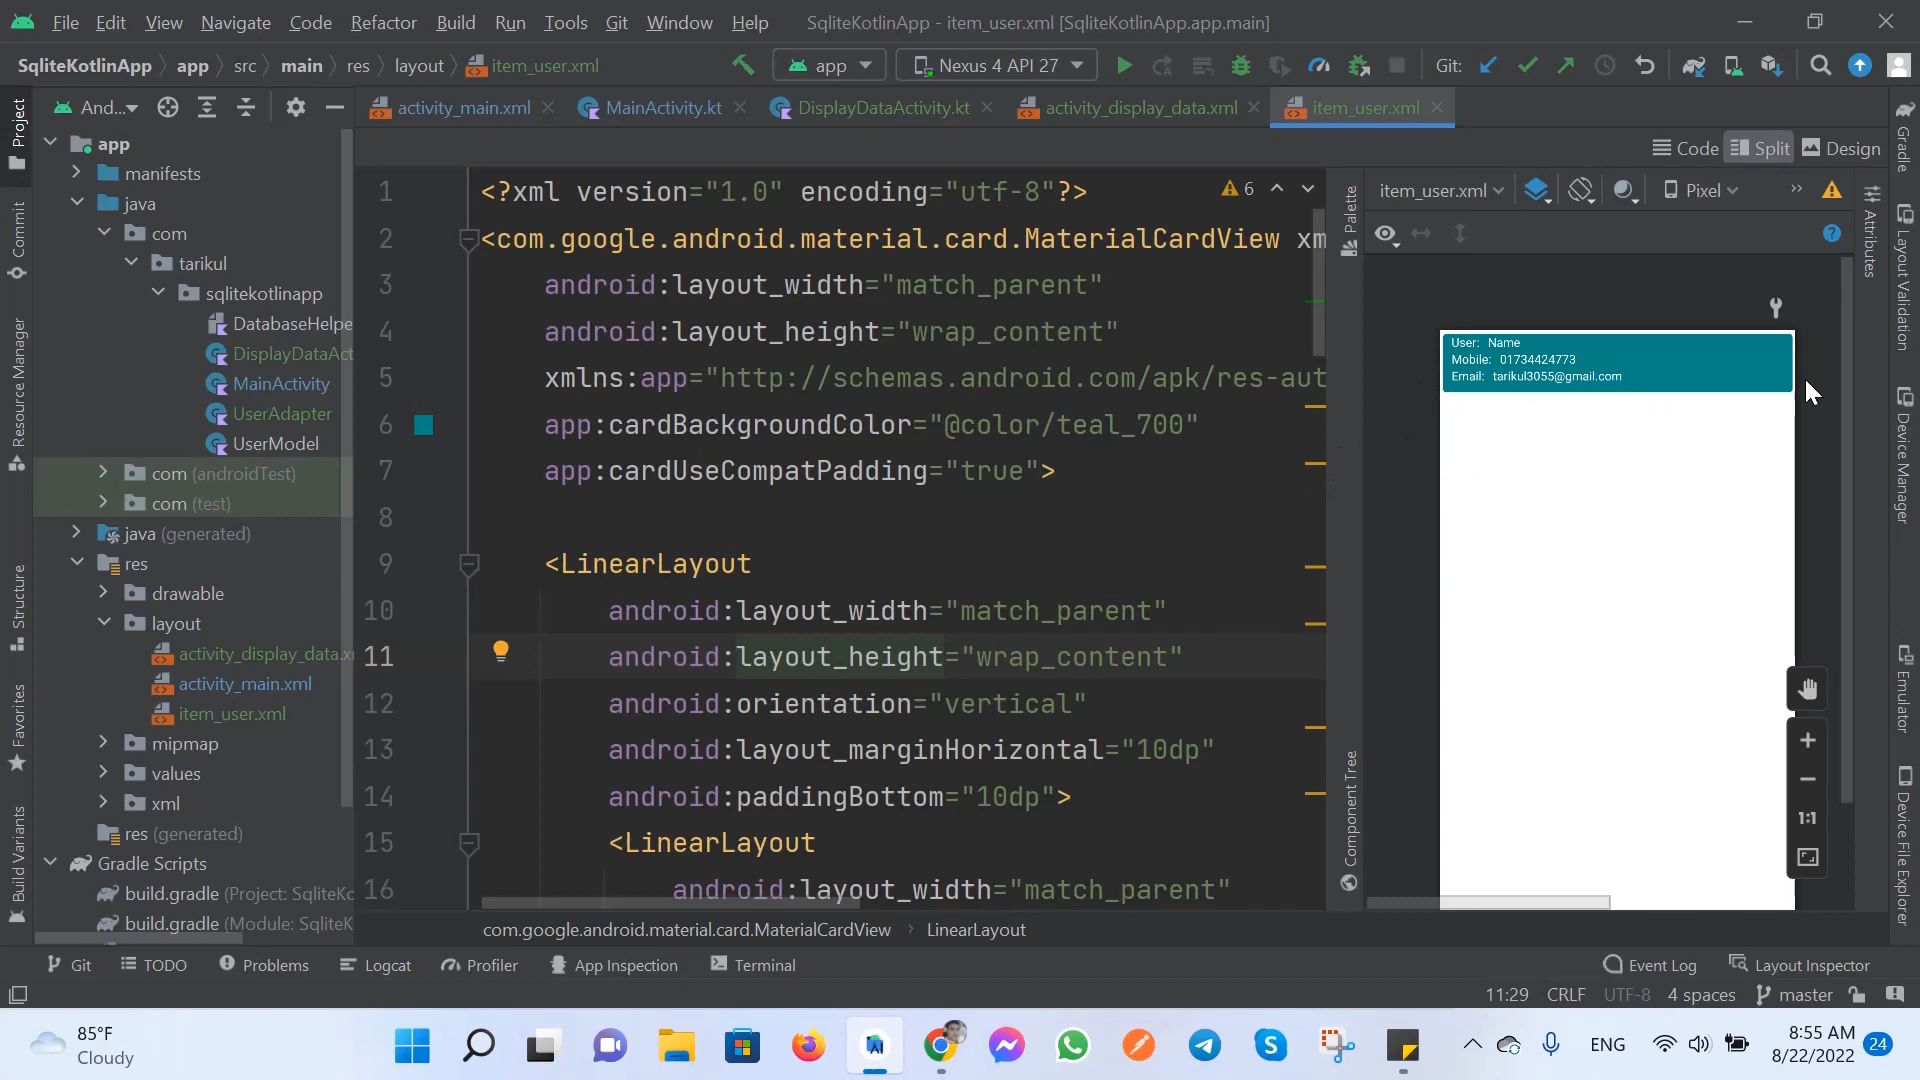 File Edit View Navigate Code Refactor Build Run Tools Git Window Help SqliteKotlinApp - item_user.xml [SqliteKotlinApp.app.main]
SqliteKotlinApp app src main res layout item_user.xml app Nexus 4 API 27 Git:
And... activity_main.xml MainActivity.kt DisplayDataActivity.kt activity_display_data.xml item_user.xml
Code Split Design
Project
Commit
Resource Manager
Structure
Favorites
Build Variants
app
manifests
java
com
tarikul
sqlitekotlinapp
DatabaseHelpe
DisplayDataAct
MainActivity
UserAdapter
UserModel
com (androidTest)
com (test)
java (generated)
res
drawable
layout
activity_display_data.x
activity_main.xml
item_user.xml
mipmap
values
xml
res (generated)
Gradle Scripts
build.gradle (Project: SqliteKo
build.gradle (Module: SqliteK
1 <?xml version="1.0" encoding="utf-8"?>
2 <com.google.android.material.card.MaterialCardView xm
3 android:layout_width="match_parent"
4 android:layout_height="wrap_content"
5 xmlns:app="http://schemas.android.com/apk/res-aut
6 app:cardBackgroundColor="@color/teal_700"
7 app:cardUseCompatPadding="true">
8
9 <LinearLayout
10 android:layout_width="match_parent"
11 android:layout_height="wrap_content"
12 android:orientation="vertical"
13 android:layout_marginHorizontal="10dp"
14 android:paddingBottom="10dp">
15 <LinearLayout
16 android:layout_width="match_parent"
6
Palette
Component Tree
item_user.xml Pixel
User: Name
Mobile: 01734424773
Email: tarikul3055@gmail.com
1:1
Attributes
Gradle
Layout Validation
Device Manager
Emulator
Device File Explorer
com.google.android.material.card.MaterialCardView LinearLayout
Git TODO Problems Logcat Profiler App Inspection Terminal Event Log Layout Inspector
11:29 CRLF UTF-8 4 spaces master
85°F
Cloudy
ENG
8:55 AM
8/22/2022
24